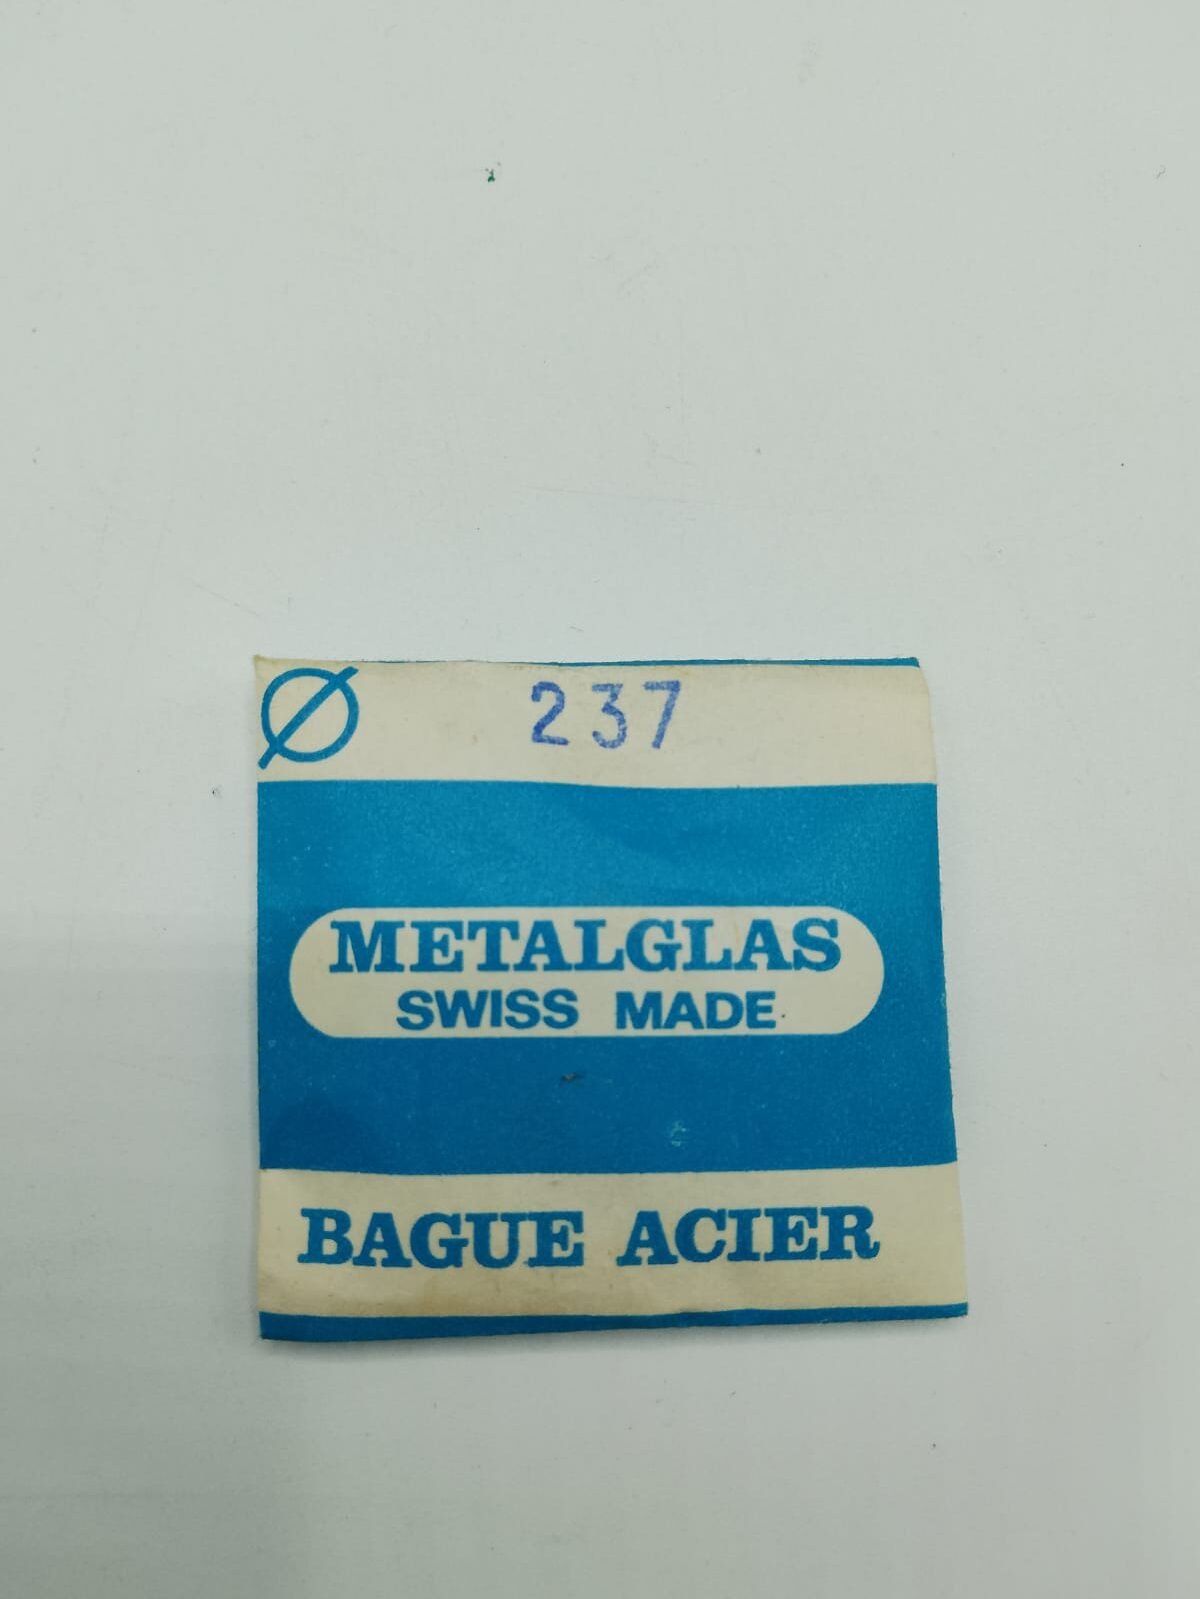 Ø 237
METALGLAS
SWISS MADE
BAGUE ACIER